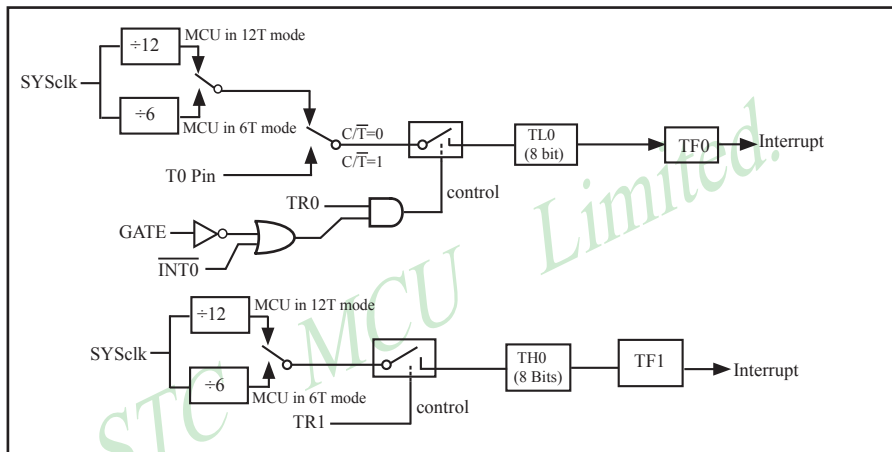 ÷12
MCU in 12T mode
SYSclk
÷6
MCU in 6T mode
C/T̅=0
C/T̅=1
T0 Pin
TL0
(8 bit)
TF0
Interrupt
control
TR0
GATE
I̅N̅T̅0̅
÷12
MCU in 12T mode
SYSclk
÷6
MCU in 6T mode
TH0
(8 Bits)
TF1
Interrupt
control
TR1
STC MCU Limited.